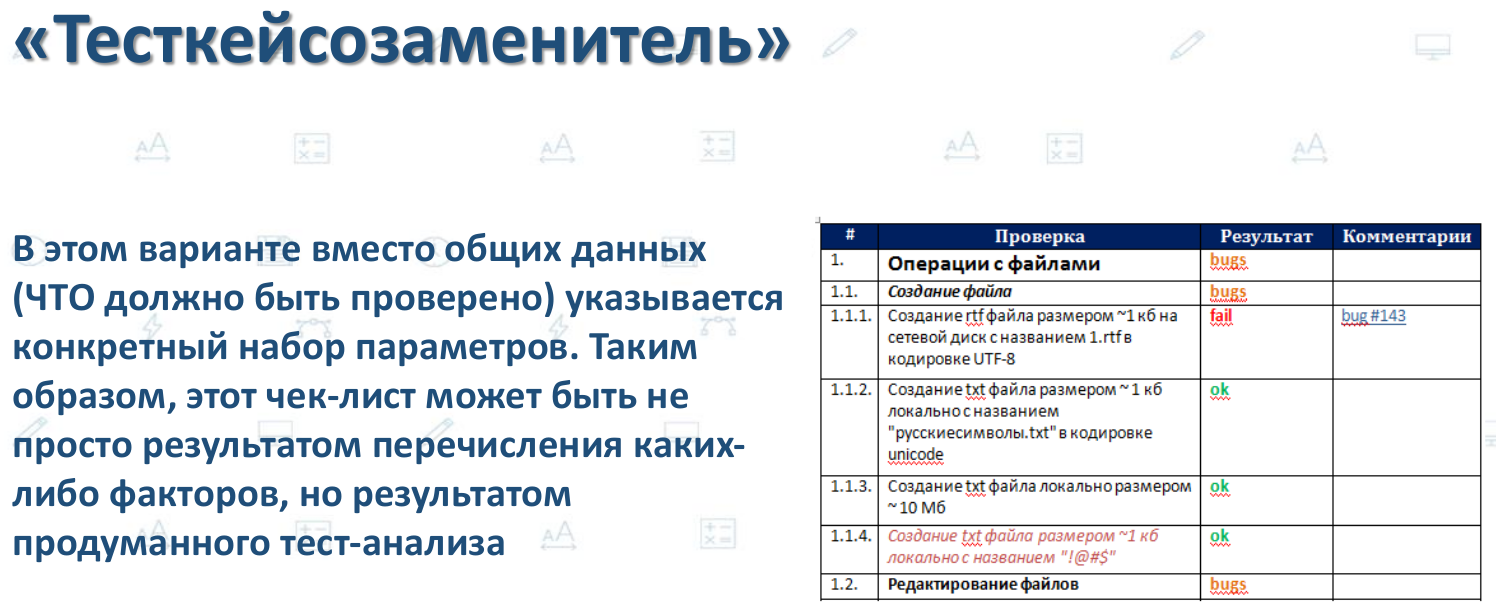 «Тесткейсозаменитель»
В этом варианте вместо общих данных
(ЧТО должно быть проверено) указывается
конкретный набор параметров. Таким
образом, этот чек-лист может быть не
просто результатом перечисления каких-
либо факторов, но результатом
продуманного тест-анализа
# Проверка Результат Комментарии
1. Операции с файлами bugs
1.1. Создание файла bugs
1.1.1. Создание rtf файла размером ~1 кб на fail bug #143
сетевой диск с названием 1.rtf в
кодировке UTF-8
1.1.2. Создание txt файла размером ~ 1 кб ok
локально с названием
"русскиесимволы.txt" в кодировке
unicode
1.1.3. Создание txt файла локально размером ok
~ 10 Мб
1.1.4. Создание txt файла размером ~1 кб ok
локально с названием "!@#$"
1.2. Редактирование файлов bugs